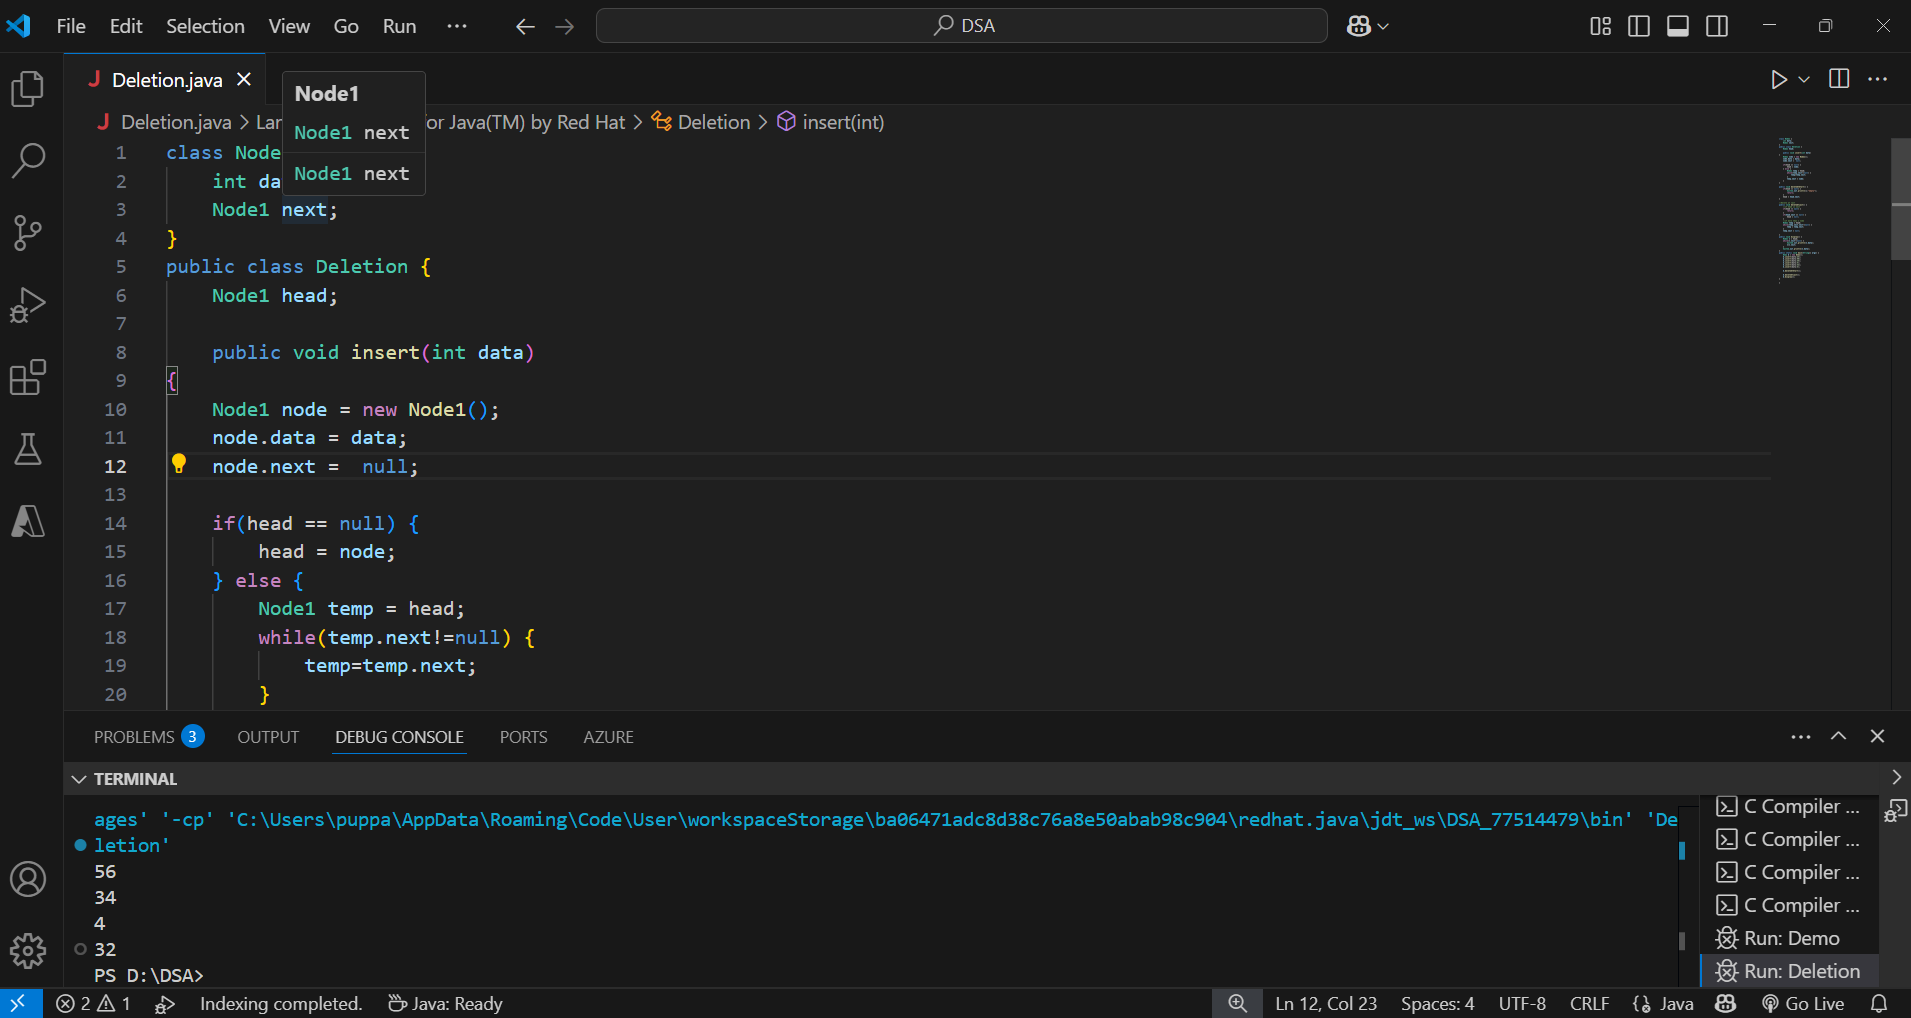 File Edit Selection View Go Run ··· DSA
Deletion.java
Node1
Node1 next
Node1 next
Deletion.java > Lan or Java(TM) by Red Hat > Deletion > insert(int)
1 class Node
2 int da
3 Node1 next;
4 }
5 public class Deletion {
6 Node1 head;
7
8 public void insert(int data)
9 {
10 Node1 node = new Node1();
11 node.data = data;
12 node.next =  null;
13
14 if(head == null) {
15 head = node;
16 } else {
17 Node1 temp = head;
18 while(temp.next!=null) {
19 temp=temp.next;
20 }
PROBLEMS 3 OUTPUT DEBUG CONSOLE PORTS AZURE
TERMINAL
ages' '-cp' 'C:\Users\puppa\AppData\Roaming\Code\User\workspaceStorage\ba06471adc8d38c76a8e50abab98c904\redhat.java\jdt_ws\DSA_77514479\bin' 'De
letion'
56
34
4
32
PS D:\DSA>
C Compiler ...
C Compiler ...
C Compiler ...
C Compiler ...
Run: Demo
Run: Deletion
2 1 Indexing completed. Java: Ready Ln 12, Col 23 Spaces: 4 UTF-8 CRLF Java Go Live